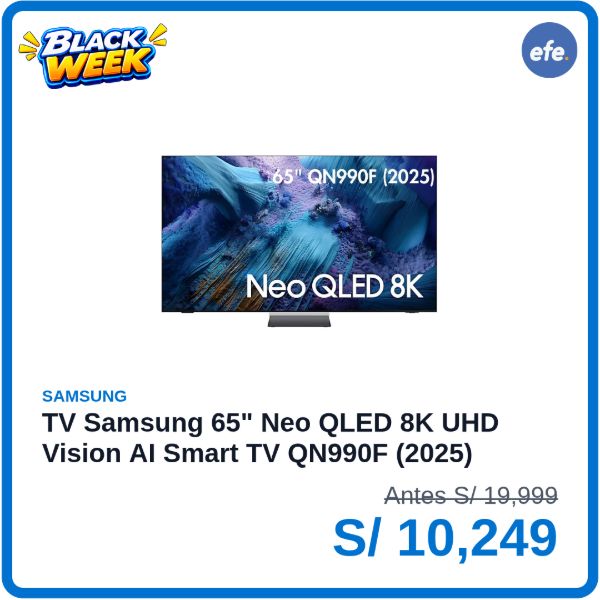 BLACK
WEEK
efe.
65" QN990F (2025)
Neo QLED 8K
SAMSUNG
TV Samsung 65" Neo QLED 8K UHD
Vision AI Smart TV QN990F (2025)
Antes S/ 19,999
S/ 10,249